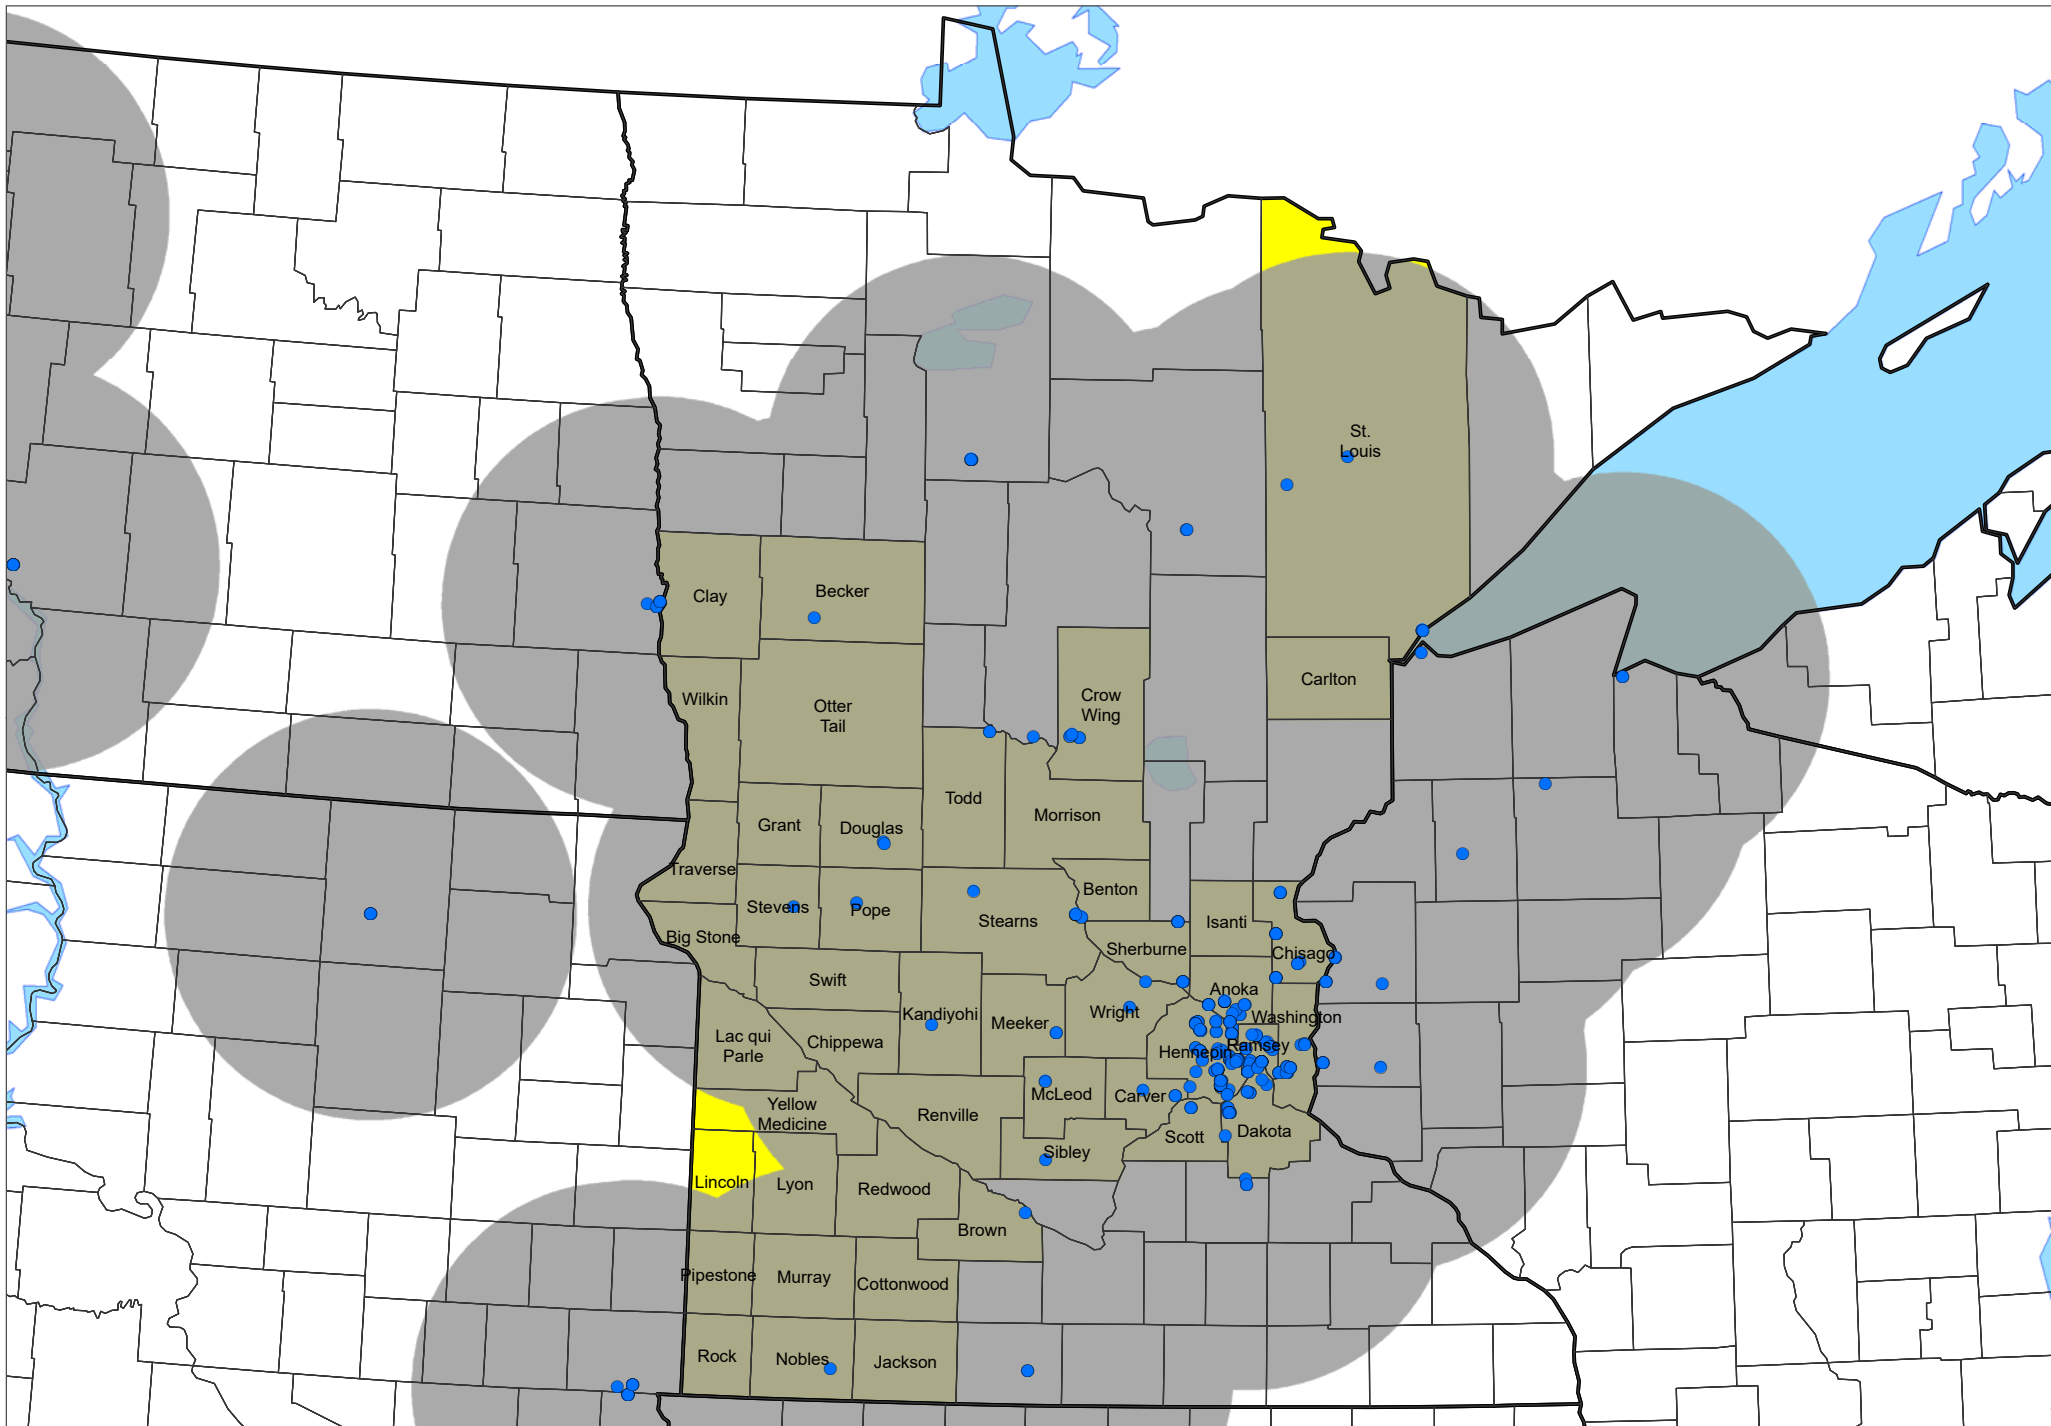 St.
Louis
Clay
Becker
Carlton
Wilkin
Otter
Tail
Crow
Wing
Todd
Morrison
Grant
Douglas
Traverse
Stevens
Pope
Benton
Big Stone
Stearns
Isanti
Sherburne
Chisago
Swift
Anoka
Kandiyohi
Meeker
Wright
Washington
Lac qui
Parle
Chippewa
Hennepin
Ramsey
McLeod
Carver
Yellow
Medicine
Renville
Scott
Dakota
Sibley
Lincoln
Lyon
Redwood
Brown
Pipestone
Murray
Cottonwood
Rock
Nobles
Jackson